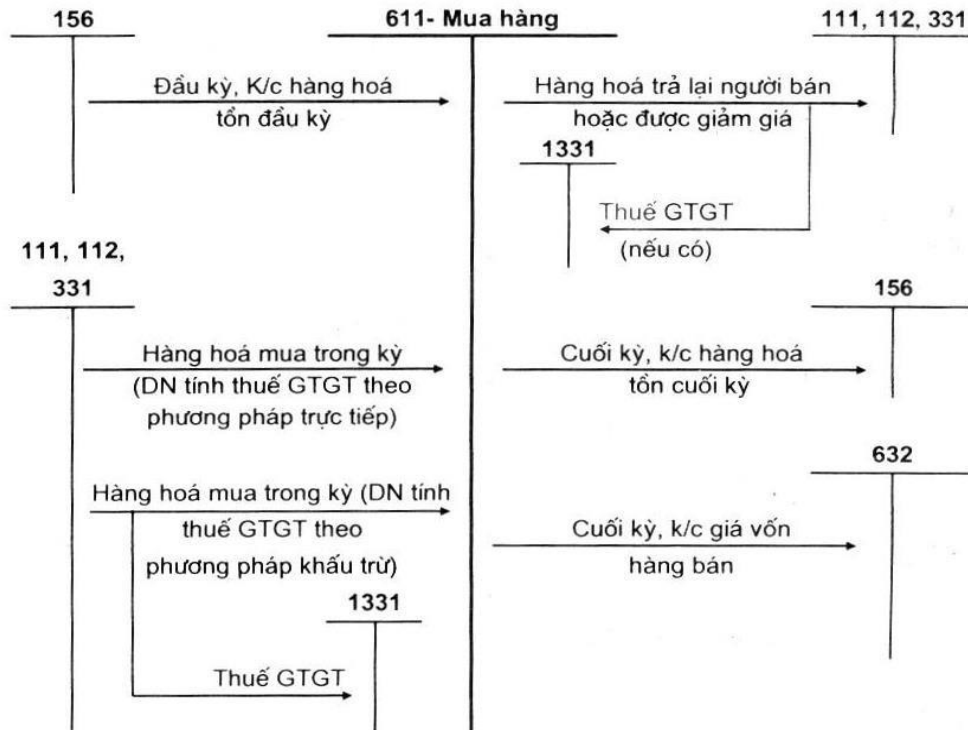 156
611- Mua hàng
111, 112, 331
Đầu kỳ, K/c hàng hoá
tồn đầu kỳ
Hàng hoá trả lại người bán
hoặc được giảm giá
1331
Thuế GTGT
(nếu có)
111, 112,
331
156
Hàng hoá mua trong kỳ
(DN tính thuế GTGT theo
phương pháp trực tiếp)
Cuối kỳ, k/c hàng hoá
tồn cuối kỳ
632
Hàng hoá mua trong kỳ (DN tính
thuế GTGT theo
phương pháp khấu trừ)
Cuối kỳ, k/c giá vốn
hàng bán
1331
Thuế GTGT